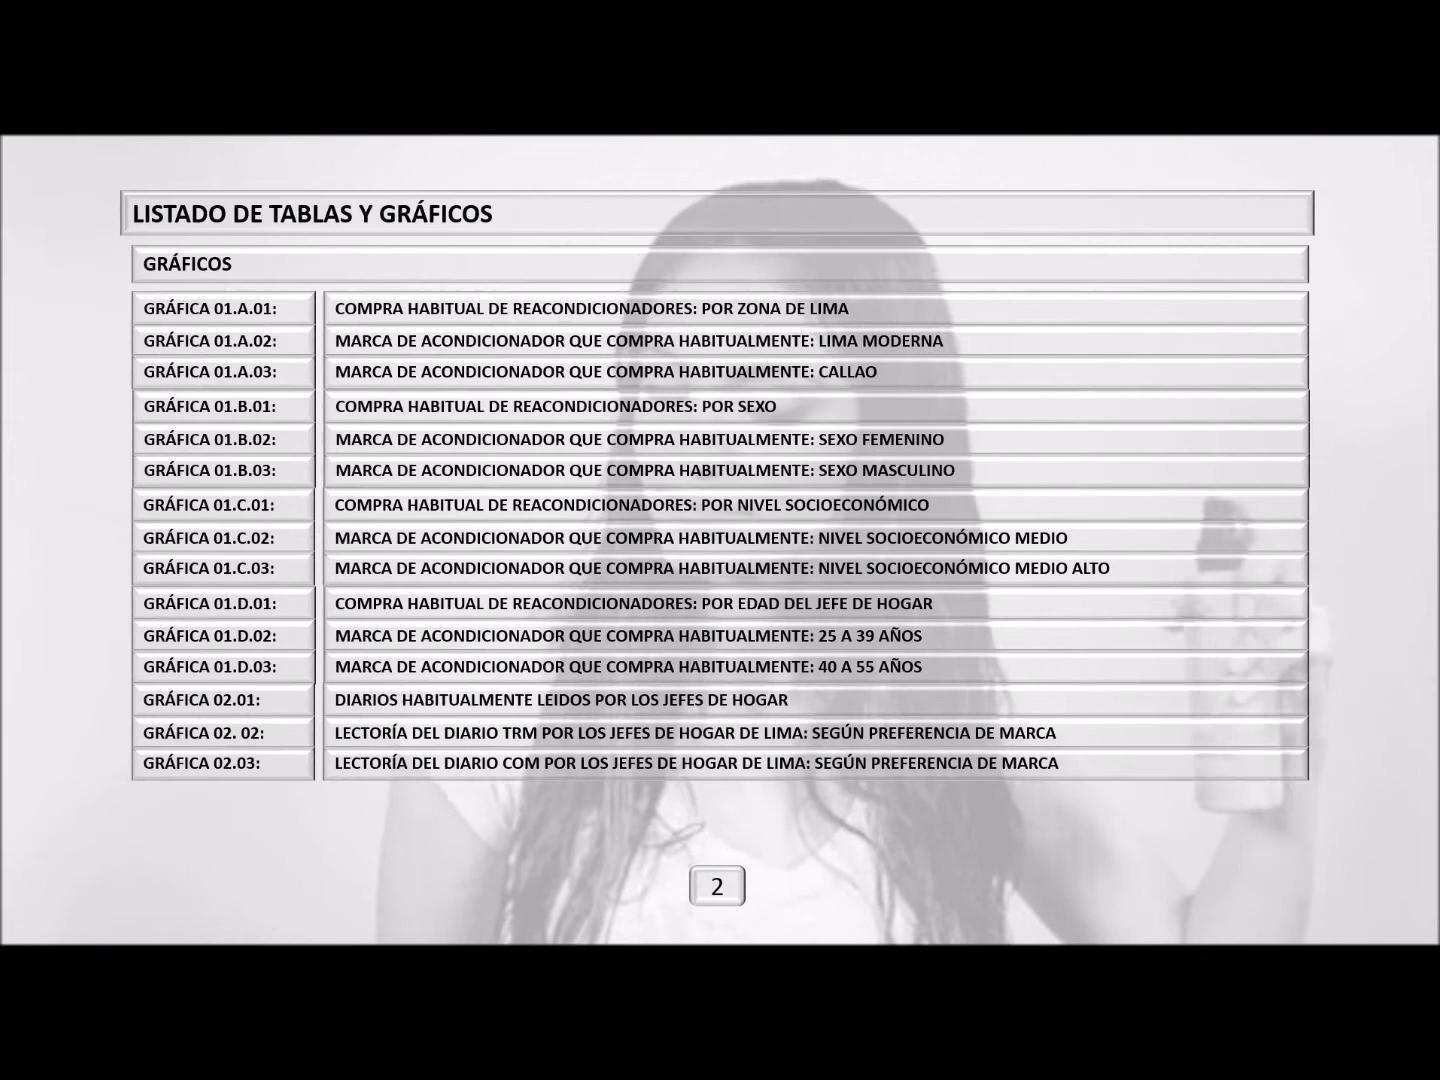 LISTADO DE TABLAS Y GRÁFICOS
GRÁFICOS
GRÁFICA 01.A.01: COMPRA HABITUAL DE REACONDICIONADORES: POR ZONA DE LIMA
GRÁFICA 01.A.02: MARCA DE ACONDICIONADOR QUE COMPRA HABITUALMENTE: LIMA MODERNA
GRÁFICA 01.A.03: MARCA DE ACONDICIONADOR QUE COMPRA HABITUALMENTE: CALLAO
GRÁFICA 01.B.01: COMPRA HABITUAL DE REACONDICIONADORES: POR SEXO
GRÁFICA 01.B.02: MARCA DE ACONDICIONADOR QUE COMPRA HABITUALMENTE: SEXO FEMENINO
GRÁFICA 01.B.03: MARCA DE ACONDICIONADOR QUE COMPRA HABITUALMENTE: SEXO MASCULINO
GRÁFICA 01.C.01: COMPRA HABITUAL DE REACONDICIONADORES: POR NIVEL SOCIOECONÓMICO
GRÁFICA 01.C.02: MARCA DE ACONDICIONADOR QUE COMPRA HABITUALMENTE: NIVEL SOCIOECONÓMICO MEDIO
GRÁFICA 01.C.03: MARCA DE ACONDICIONADOR QUE COMPRA HABITUALMENTE: NIVEL SOCIOECONÓMICO MEDIO ALTO
GRÁFICA 01.D.01: COMPRA HABITUAL DE REACONDICIONADORES: POR EDAD DEL JEFE DE HOGAR
GRÁFICA 01.D.02: MARCA DE ACONDICIONADOR QUE COMPRA HABITUALMENTE: 25 A 39 AÑOS
GRÁFICA 01.D.03: MARCA DE ACONDICIONADOR QUE COMPRA HABITUALMENTE: 40 A 55 AÑOS
GRÁFICA 02.01: DIARIOS HABITUALMENTE LEIDOS POR LOS JEFES DE HOGAR
GRÁFICA 02. 02: LECTORÍA DEL DIARIO TRM POR LOS JEFES DE HOGAR DE LIMA: SEGÚN PREFERENCIA DE MARCA
GRÁFICA 02.03: LECTORÍA DEL DIARIO COM POR LOS JEFES DE HOGAR DE LIMA: SEGÚN PREFERENCIA DE MARCA
2